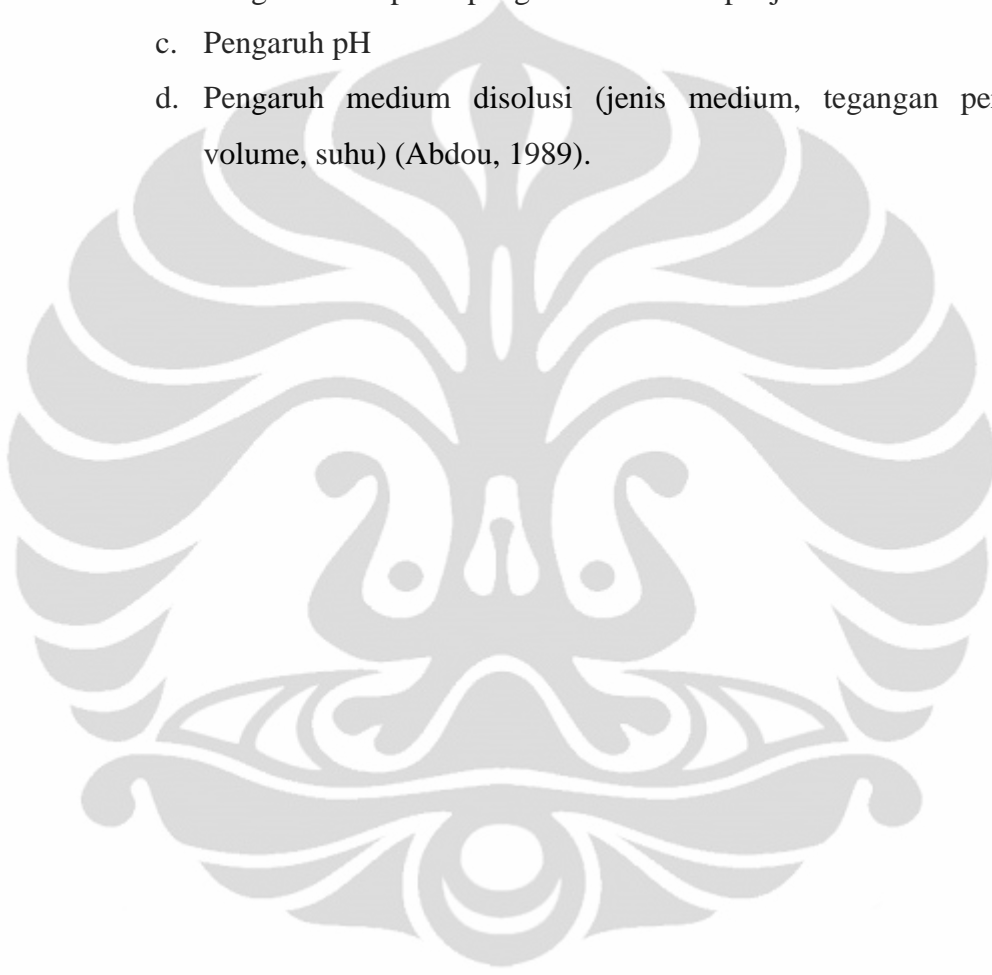 c. Pengaruh pH
d. Pengaruh medium disolusi (jenis medium, tegangan
volume, suhu) (Abdou, 1989).